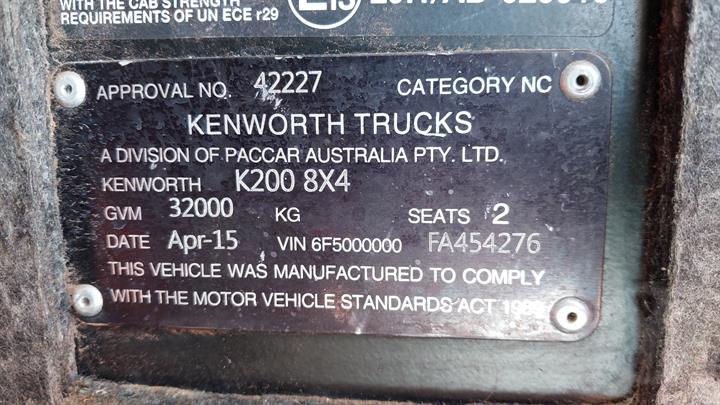 WITH THE CAB STRENGTH
REQUIREMENTS OF UN ECE r29
APPROVAL NO. 42227 CATEGORY NC
KENWORTH TRUCKS
A DIVISION OF PACCAR AUSTRALIA PTY. LTD.
KENWORTH K200 8X4
GVM 32000 KG SEATS 2
DATE Apr-15 VIN 6F5000000 FA454276
THIS VEHICLE WAS MANUFACTURED TO COMPLY
WITH THE MOTOR VEHICLE STANDARDS ACT